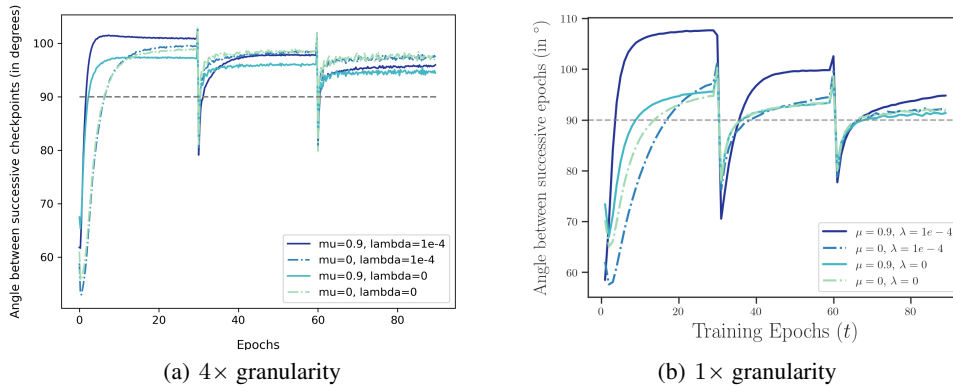 Angle between successive checkpoints (in degrees)
100
90
80
70
60
0
20
40
60
80
Epochs
mu=0.9, lambda=1e-4
mu=0, lambda=1e-4
mu=0.9, lambda=0
mu=0, lambda=0
(a) 4× granularity
Angle between successive epochs (in °)
110
100
90
80
70
60
0
20
40
60
80
Training Epochs (t)
μ = 0.9, λ = 1e − 4
μ = 0, λ = 1e − 4
μ = 0.9, λ = 0
μ = 0, λ = 0
(b) 1× granularity